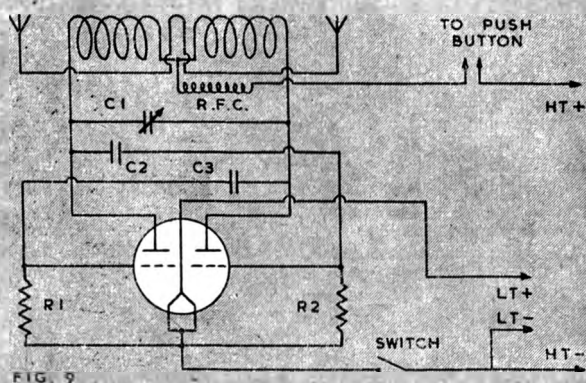 TO PUSH
BUTTON
C1
R.F.C.
HT+
C2
C3
R1
R2
LT+
LT-
SWITCH
HT-
FIG. 9